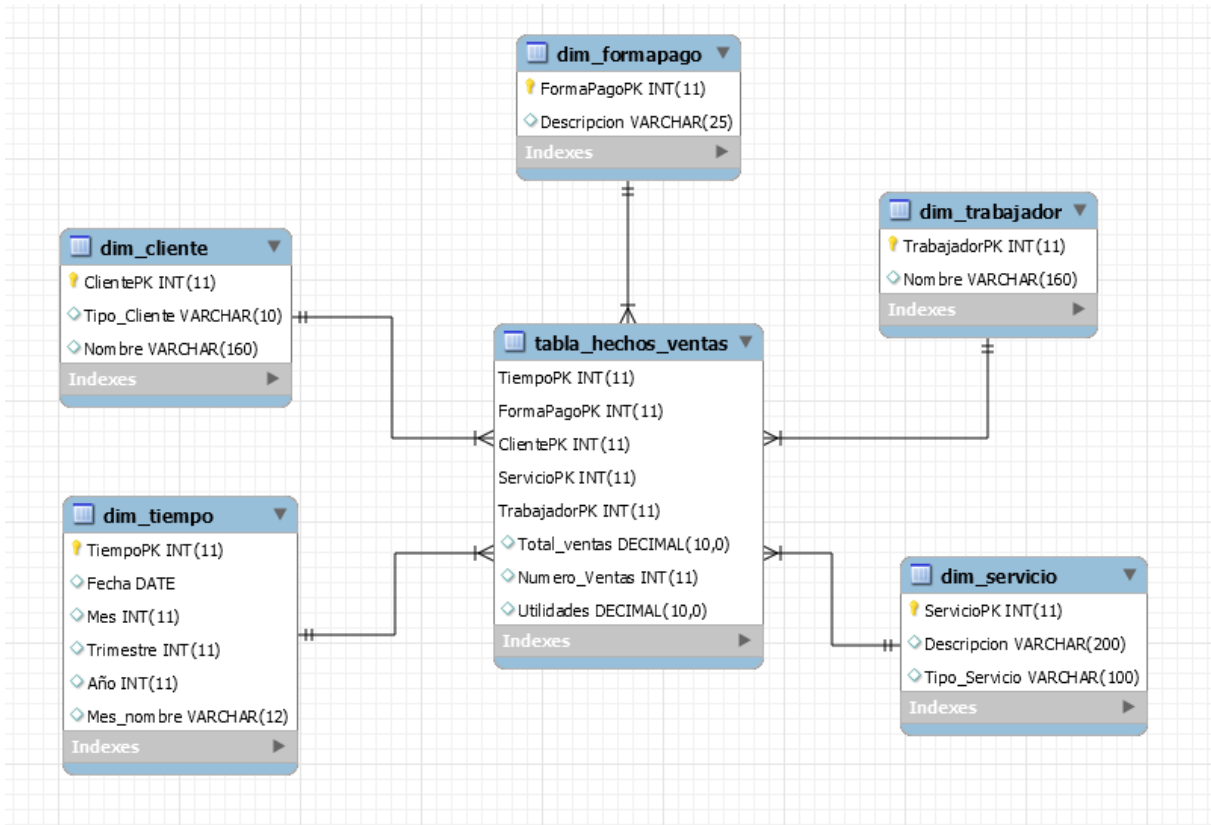 dim_formapago
FormaPagoPK INT(11)
Descripcion VARCHAR(25)
Indexes
dim_trabajador
TrabajadorPK INT(11)
Nombre VARCHAR(160)
Indexes
dim_cliente
ClientePK INT(11)
Tipo_Cliente VARCHAR(10)
Nombre VARCHAR(160)
Indexes
tabla_hechos_ventas
TiempoPK INT(11)
FormaPagoPK INT(11)
ClientePK INT(11)
ServicioPK INT(11)
TrabajadorPK INT(11)
Total_ventas DECIMAL(10,0)
Numero_Ventas INT(11)
Utilidades DECIMAL(10,0)
Indexes
dim_tiempo
TiempoPK INT(11)
Fecha DATE
Mes INT(11)
Trimestre INT(11)
Año INT(11)
Mes_nombre VARCHAR(12)
Indexes
dim_servicio
ServicioPK INT(11)
Descripcion VARCHAR(200)
Tipo_Servicio VARCHAR(100)
Indexes